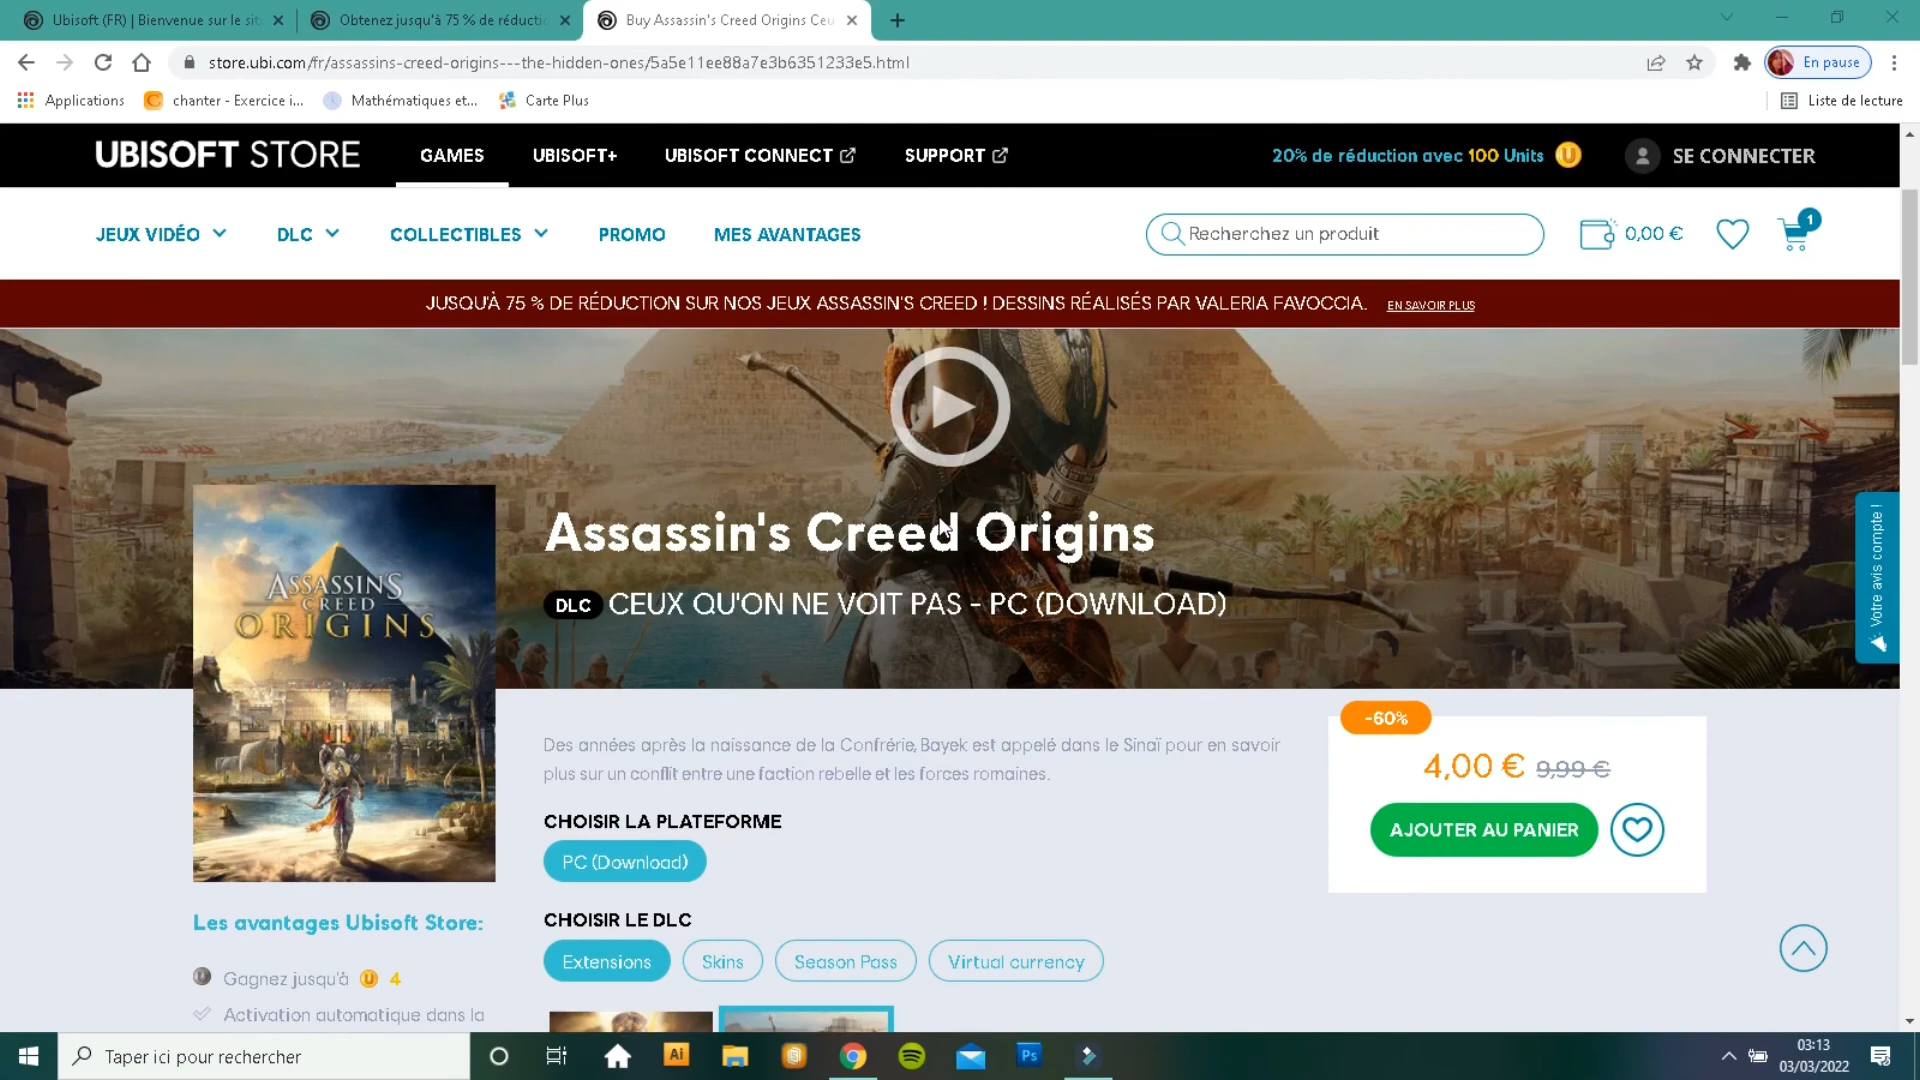 Ubisoft (FR) | Bienvenue sur le sit
Obtenez jusqu'à 75 % de réductio
Buy Assassin's Creed Origins Ceu
store.ubi.com/fr/assassins-creed-origins---the-hidden-ones/5a5e11ee88a7e3b6351233e5.html
En pause
Applications
chanter - Exercice i...
Mathématiques et...
Carte Plus
Liste de lecture
UBISOFT STORE
GAMES
UBISOFT+
UBISOFT CONNECT
SUPPORT
20% de réduction avec 100 Units
SE CONNECTER
JEUX VIDÉO
DLC
COLLECTIBLES
PROMO
MES AVANTAGES
Recherchez un produit
0,00 €
1
JUSQU'À 75 % DE RÉDUCTION SUR NOS JEUX ASSASSIN'S CREED ! DESSINS RÉALISÉS PAR VALERIA FAVOCCIA. EN SAVOIR PLUS
Votre avis compte !
ASSASSIN'S
CREED
ORIGINS
Assassin's Creed Origins
DLC CEUX QU'ON NE VOIT PAS - PC (DOWNLOAD)
Des années après la naissance de la Confrérie, Bayek est appelé dans le Sinaï pour en savoir
plus sur un conflit entre une faction rebelle et les forces romaines.
-60%
4,00 € 9,99 €
AJOUTER AU PANIER
CHOISIR LA PLATEFORME
PC (Download)
CHOISIR LE DLC
Extensions
Skins
Season Pass
Virtual currency
Les avantages Ubisoft Store:
Gagnez jusqu'à 4
Activation automatique dans la
Taper ici pour rechercher
Ai
Ps
03:13
03/03/2022